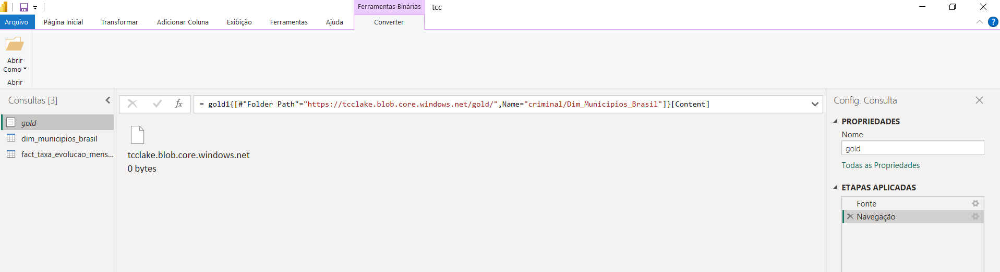 Ferramentas Binárias
tcc
Arquivo
Página Inicial
Transformar
Adicionar Coluna
Exibição
Ferramentas
Ajuda
Converter
?
Abrir
Como
Abrir
Consultas [3]
fx
= gold1{[#"Folder Path"="https://tcclake.blob.core.windows.net/gold/",Name="criminal/Dim_Municipios_Brasil"]}[Content]
Config. Consulta
gold
dim_municipios_brasil
fact_taxa_evolucao_mens...
tcclake.blob.core.windows.net
0 bytes
PROPRIEDADES
Nome
gold
Todas as Propriedades
ETAPAS APLICADAS
Fonte
Navegação